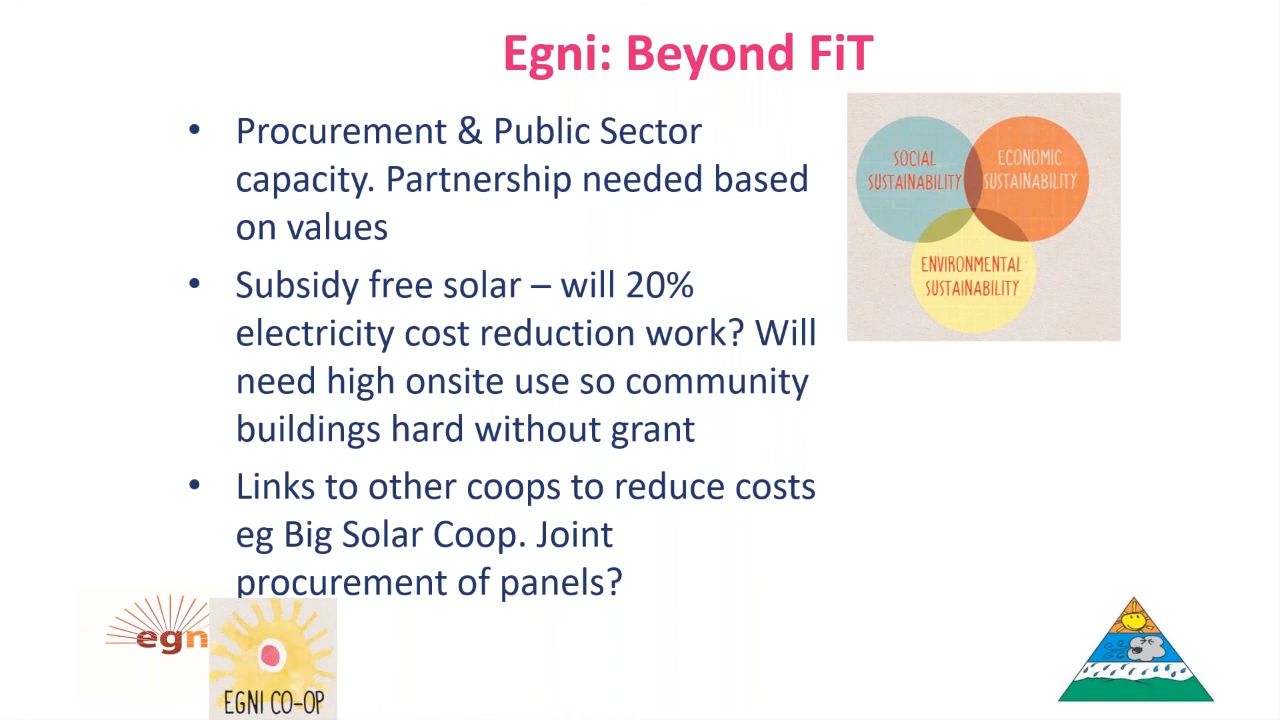 Egni: Beyond FiT
• Procurement & Public Sector
capacity. Partnership needed based
on values
• Subsidy free solar – will 20%
electricity cost reduction work? Will
need high onsite use so community
buildings hard without grant
• Links to other coops to reduce costs
eg Big Solar Coop. Joint
procurement of panels?
SOCIAL
SUSTAINABILITY
ECONOMIC
SUSTAINABILITY
ENVIRONMENTAL
SUSTAINABILITY
egn
EGNI CO-OP